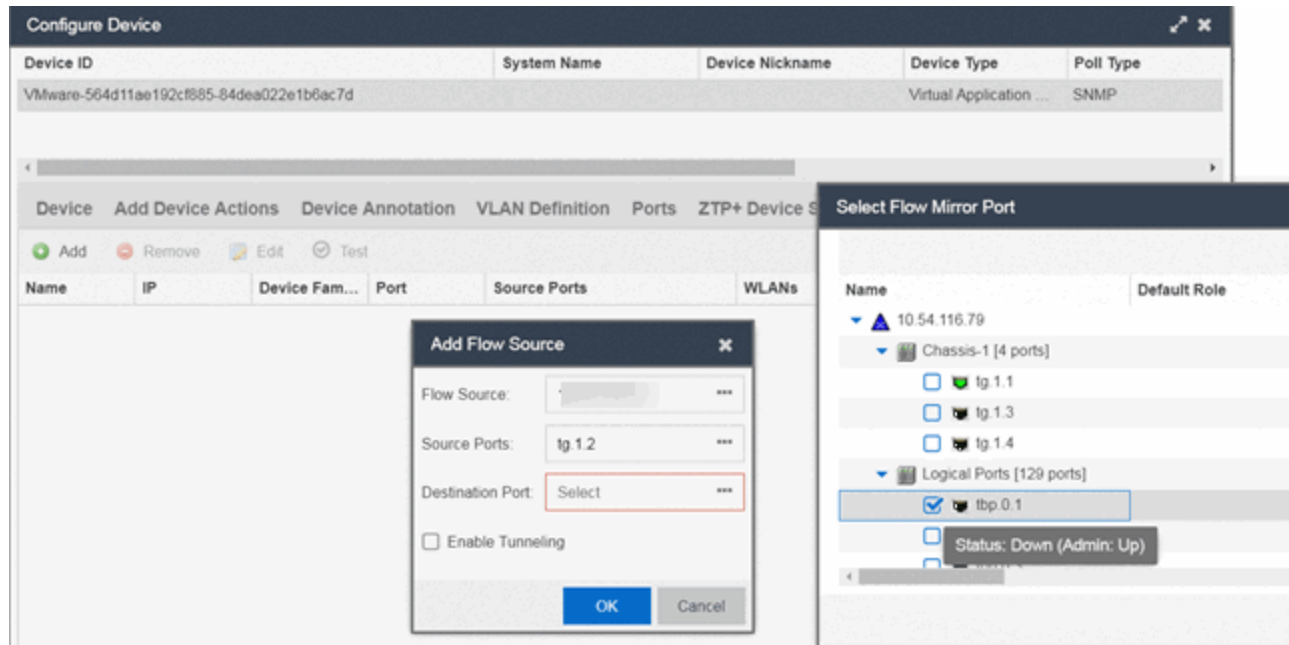 Configure Device
Device ID System Name Device Nickname Device Type Poll Type
VMware-564d11ae192cf885-84dea022e1b6ac7d Virtual Application ... SNMP
Device Add Device Actions Device Annotation VLAN Definition Ports ZTP+ Device S
Add Remove Edit Test
Name IP Device Fam... Port Source Ports WLANs
Add Flow Source
Flow Source: ...
Source Ports: tg.1.2 ...
Destination Port: Select ...
Enable Tunneling
OK Cancel
Select Flow Mirror Port
Name Default Role
10.54.116.79
Chassis-1 [4 ports]
tg.1.1
tg.1.3
tg.1.4
Logical Ports [129 ports]
tbp.0.1
Status: Down (Admin: Up)